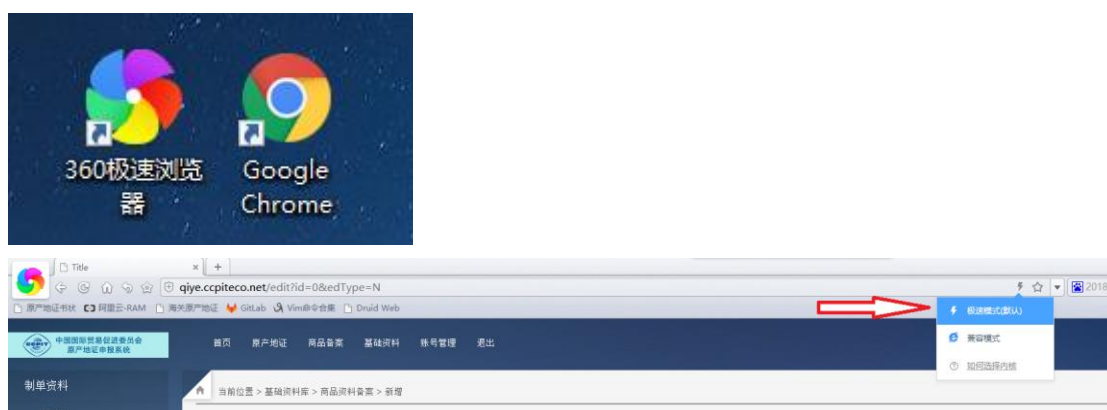 360极速浏览器
Google Chrome
Title × +
qiye.ccpiteco.net/edit?id=0&edType=N
2018
原产地证书状 阿里云-RAM 海关原产地证 GitLab Vim命令合集 Druid Web
极速模式(默认)
兼容模式
如何选择内核
CCPIT
中国国际贸易促进委员会
原产地证申报系统
首页 原产地证 商品备案 基础资料 账号管理 退出
制单资料
当前位置 > 基础资料库 > 商品资料备案 > 新增